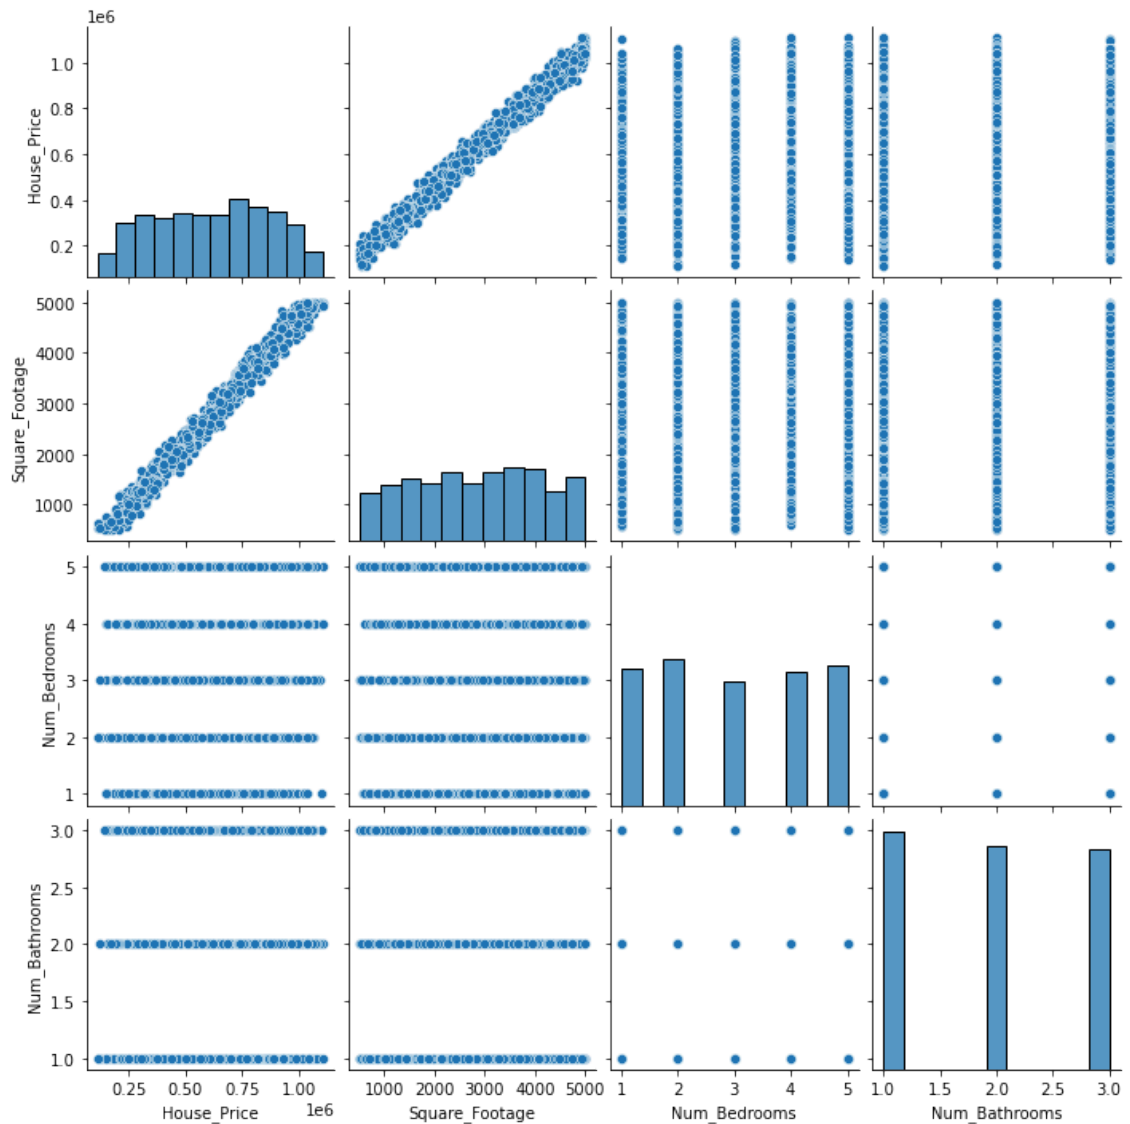 1e6
House_Price
1.0
0.8
0.6
0.4
0.2
Square_Footage
5000
4000
3000
2000
1000
Num_Bedrooms
5
4
3
2
1
Num_Bathrooms
3.0
2.5
2.0
1.5
1.0
0.25 0.50 0.75 1.00 1000 2000 3000 4000 5000 1 2 3 4 5 1.0 1.5 2.0 2.5 3.0
House_Price 1e6 Square_Footage Num_Bedrooms Num_Bathrooms